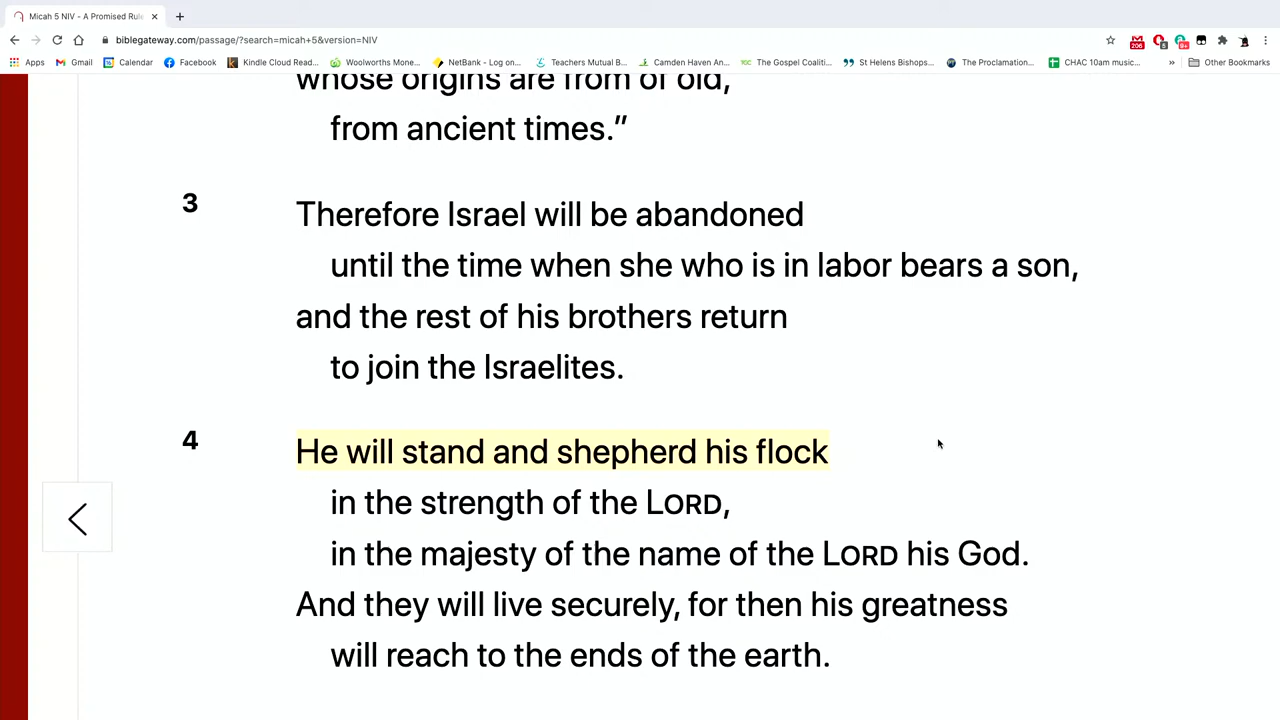 Micah 5 NIV - A Promised Rule
biblegateway.com/passage/?search=micah+5&version=NIV
Apps Gmail Calendar Facebook Kindle Cloud Read... Woolworths Mone... NetBank - Log on... Teachers Mutual B... Camden Haven An... TGC The Gospel Coaliti... St Helens Bishops... The Proclamation... CHAC 10am music... » Other Bookmarks
whose origins are from of old,
from ancient times.”
3 Therefore Israel will be abandoned
until the time when she who is in labor bears a son,
and the rest of his brothers return
to join the Israelites.
4 He will stand and shepherd his flock
in the strength of the LORD,
in the majesty of the name of the LORD his God.
And they will live securely, for then his greatness
will reach to the ends of the earth.